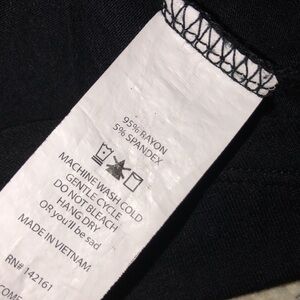 95% RAYON
5% SPANDEX
MACHINE WASH COLD
GENTLE CYCLE
DO NOT BLEACH
HANG DRY
OR you'll be sad
MADE IN VIETNAM
RN# 142161